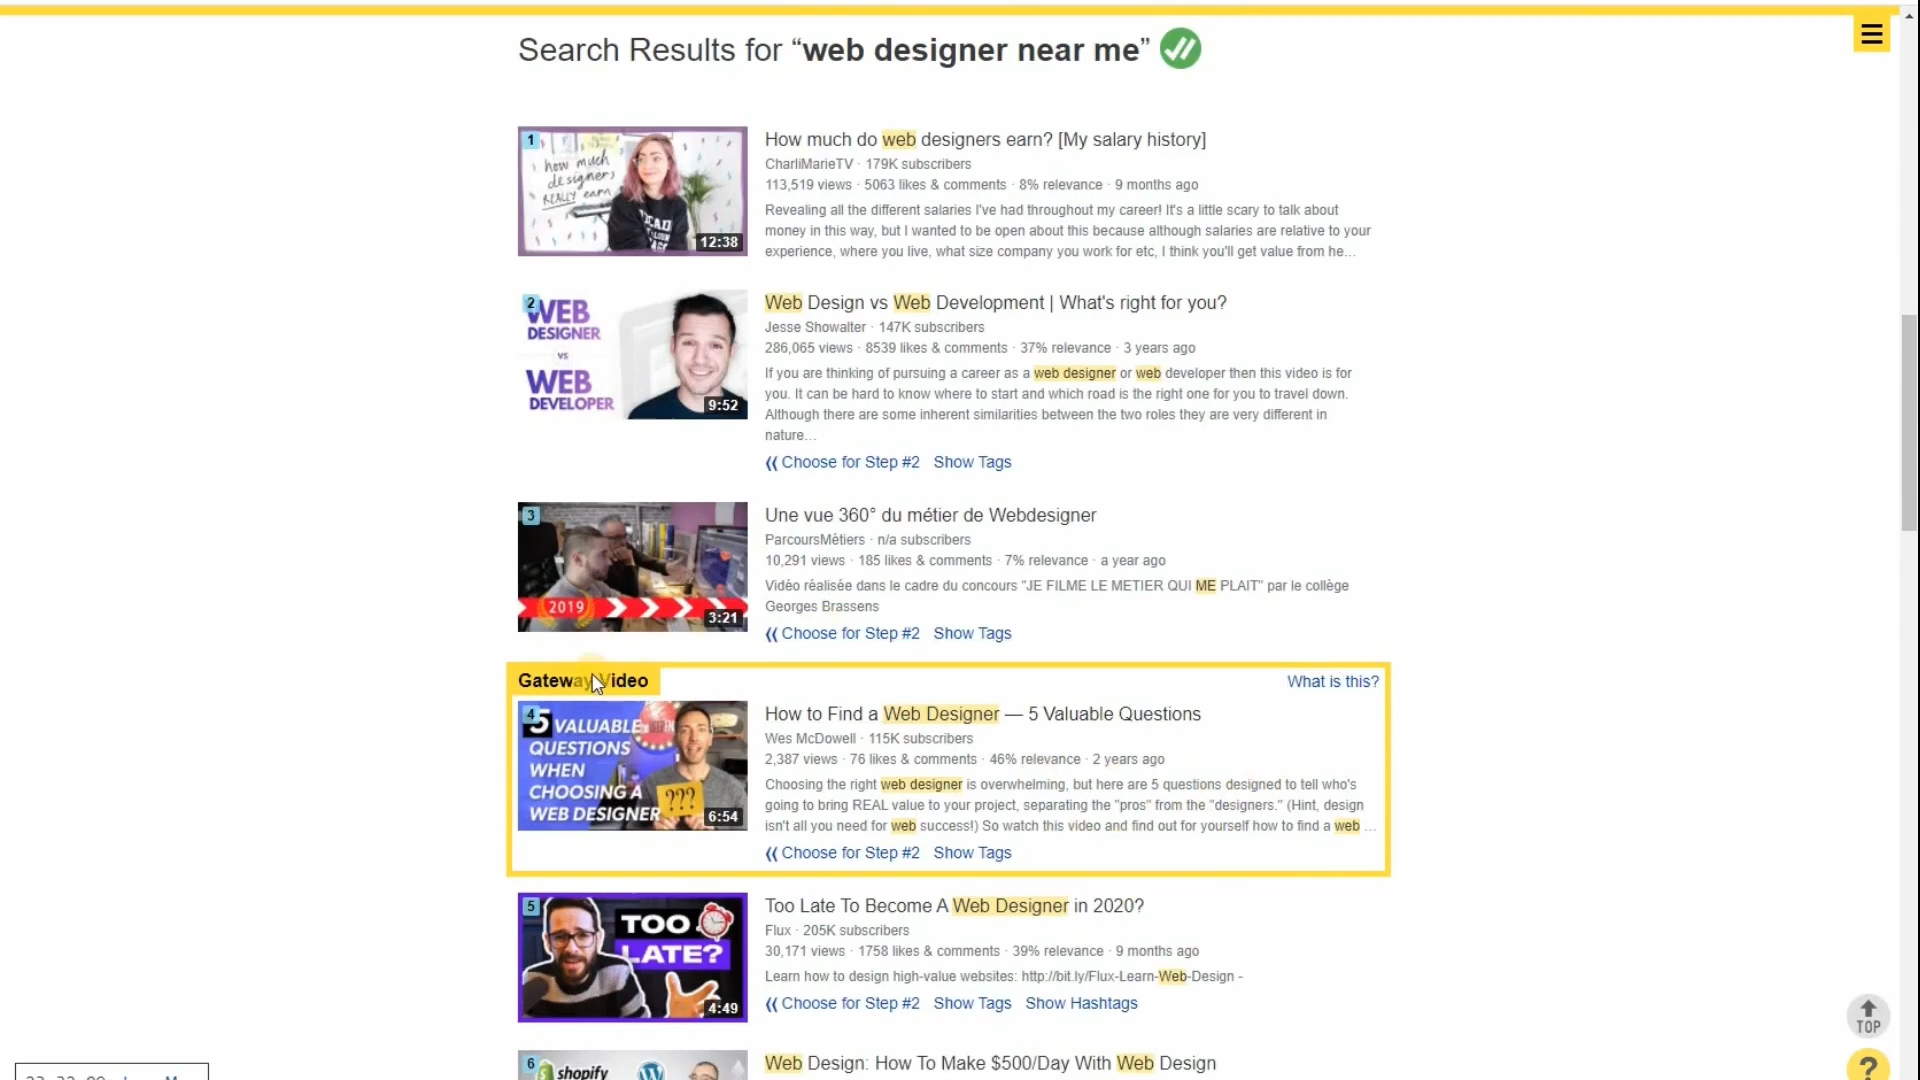 Search Results for “web designer near me”
1
how much
designers
REALLY earn
12:38
How much do web designers earn? [My salary history]
CharliMarieTV · 179K subscribers
113,519 views · 5063 likes & comments · 8% relevance · 9 months ago
Revealing all the different salaries I've had throughout my career! It's a little scary to talk about
money in this way, but I wanted to be open about this because although salaries are relative to your
experience, where you live, what size company you work for etc, I think you'll get value from he...
2
WEB
DESIGNER
VS
WEB
DEVELOPER
9:52
Web Design vs Web Development | What's right for you?
Jesse Showalter · 147K subscribers
286,065 views · 8539 likes & comments · 37% relevance · 3 years ago
If you are thinking of pursuing a career as a web designer or web developer then this video is for
you. It can be hard to know where to start and which road is the right one for you to travel down.
Although there are some inherent similarities between the two roles they are very different in
nature...
⟪ Choose for Step #2 Show Tags
3
2019
3:21
Une vue 360° du métier de Webdesigner
ParcoursMétiers · n/a subscribers
10,291 views · 185 likes & comments · 7% relevance · a year ago
Vidéo réalisée dans le cadre du concours "JE FILME LE METIER QUI ME PLAIT" par le collège
Georges Brassens
⟪ Choose for Step #2 Show Tags
Gateway Video
What is this?
4
5 VALUABLE
QUESTIONS
WHEN
CHOOSING A
WEB DESIGNER
???
6:54
How to Find a Web Designer — 5 Valuable Questions
Wes McDowell · 115K subscribers
2,387 views · 76 likes & comments · 46% relevance · 2 years ago
Choosing the right web designer is overwhelming, but here are 5 questions designed to tell who's
going to bring REAL value to your project, separating the "pros" from the "designers." (Hint, design
isn't all you need for web success!) So watch this video and find out for yourself how to find a web ...
⟪ Choose for Step #2 Show Tags
5
TOO
LATE?
4:49
Too Late To Become A Web Designer in 2020?
Flux · 205K subscribers
30,171 views · 1758 likes & comments · 39% relevance · 9 months ago
Learn how to design high-value websites: http://bit.ly/Flux-Learn-Web-Design -
⟪ Choose for Step #2 Show Tags Show Hashtags
TOP
6
shopify
Web Design: How To Make $500/Day With Web Design
?